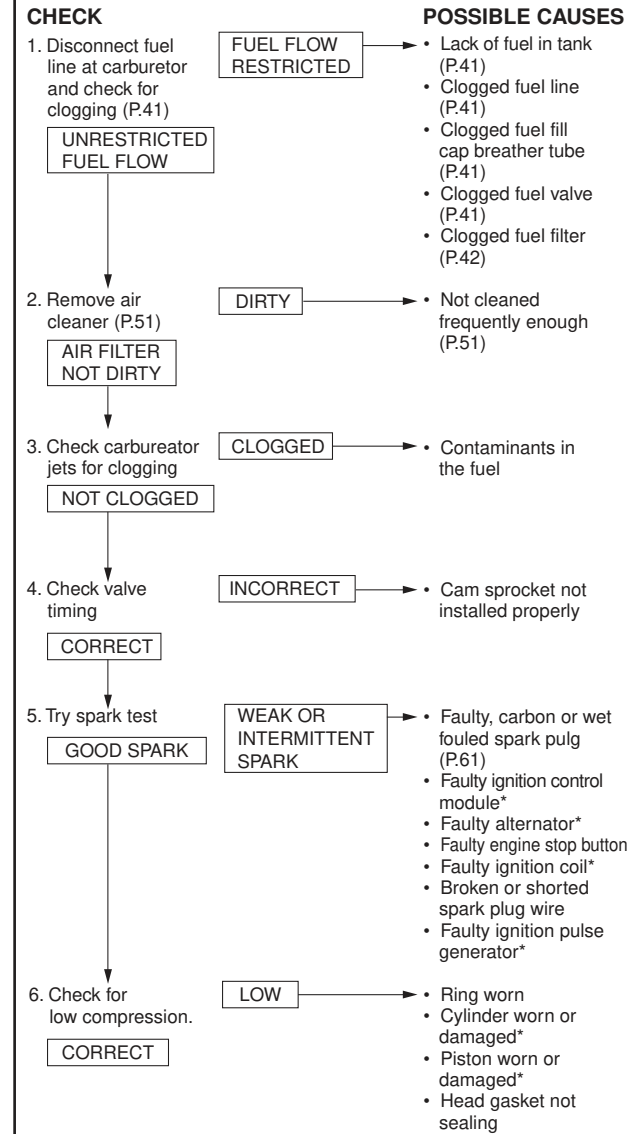 CHECK
POSSIBLE CAUSES
1. Disconnect fuel
line at carburetor
and check for
clogging (P.41)
UNRESTRICTED
FUEL FLOW
FUEL FLOW
RESTRICTED
• Lack of fuel in tank
(P.41)
• Clogged fuel line
(P.41)
• Clogged fuel fill
cap breather tube
(P.41)
• Clogged fuel valve
(P.41)
• Clogged fuel filter
(P.42)
2. Remove air
cleaner (P.51)
AIR FILTER
NOT DIRTY
DIRTY
• Not cleaned
frequently enough
(P.51)
3. Check carbureator
jets for clogging
NOT CLOGGED
CLOGGED
• Contaminants in
the fuel
4. Check valve
timing
CORRECT
INCORRECT
• Cam sprocket not
installed properly
5. Try spark test
GOOD SPARK
WEAK OR
INTERMITTENT
SPARK
• Faulty, carbon or wet
fouled spark pulg
(P.61)
• Faulty ignition control
module*
• Faulty alternator*
• Faulty engine stop button
• Faulty ignition coil*
• Broken or shorted
spark plug wire
• Faulty ignition pulse
generator*
6. Check for
low compression.
CORRECT
LOW
• Ring worn
• Cylinder worn or
damaged*
• Piston worn or
damaged*
• Head gasket not
sealing